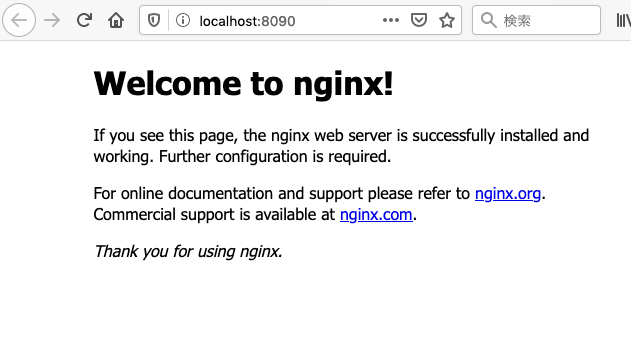 localhost:8090
検索
Welcome to nginx!
If you see this page, the nginx web server is successfully installed and
working. Further configuration is required.
For online documentation and support please refer to nginx.org.
Commercial support is available at nginx.com.
Thank you for using nginx.